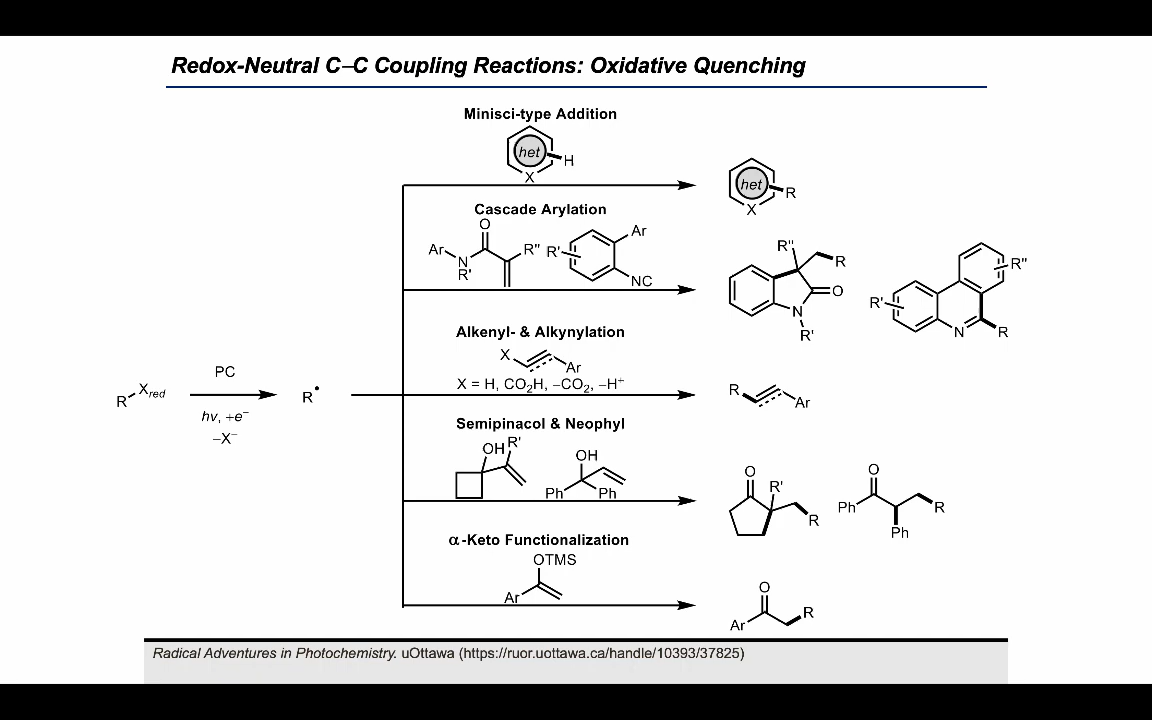 Redox-Neutral C–C Coupling Reactions: Oxidative Quenching
Minisci-type Addition
het
H
X
het
R
X
Cascade Arylation
O
Ar
N
R'
R"
R'
Ar
NC
R"
R
O
N
R'
R'
R"
N
R
Alkenyl- & Alkynylation
X
Ar
X = H, CO2H, –CO2, –H+
R
Ar
R
Xred
PC
hν, +e–
–X–
R•
Semipinacol & Neophyl
OH
R'
OH
Ph
Ph
O
R'
R
O
Ph
R
Ph
α-Keto Functionalization
OTMS
Ar
O
Ar
R
Radical Adventures in Photochemistry. uOttawa (https://ruor.uottawa.ca/handle/10393/37825)